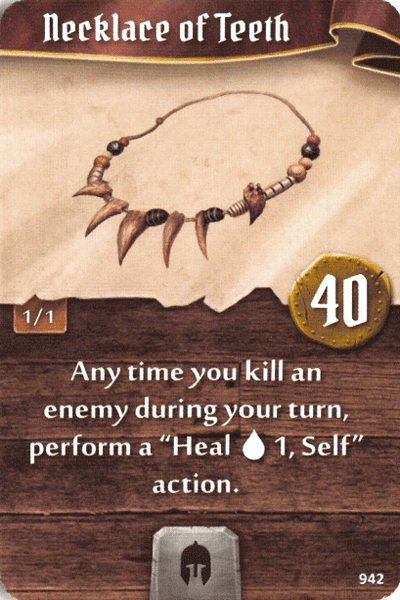 Necklace of Teeth
1/1
40
Any time you kill an
enemy during your turn,
perform a “Heal 1, Self”
action.
942